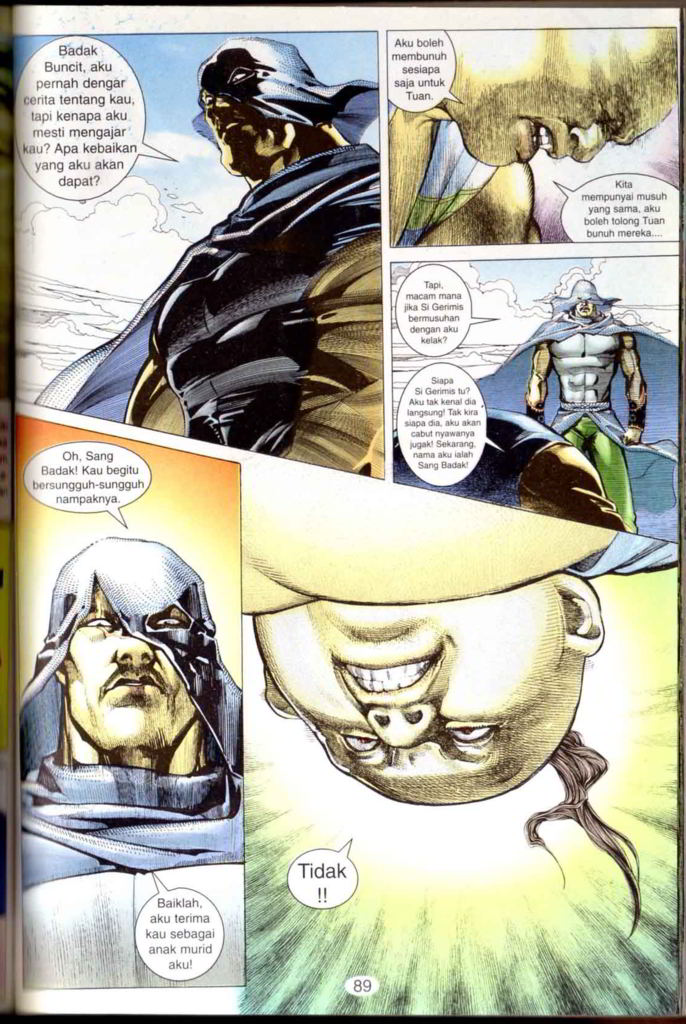 Badak
Buncit, aku
pernah dengar
cerita tentang kau,
tapi kenapa aku
mesti mengajar
kau? Apa kebaikan
yang aku akan
dapat?
Aku boleh
membunuh
sesiapa
saja untuk
Tuan.
Kita
mempunyai musuh
yang sama, aku
boleh tolong Tuan
bunuh mereka....
Tapi,
macam mana
jika Si Gerimis
bermusuhan
dengan aku
kelak?
Siapa
Si Gerimis tu?
Aku tak kenal dia
langsung! Tak kira
siapa dia, aku akan
cabut nyawanya
jugak! Sekarang,
nama aku ialah
Sang Badak!
Oh, Sang
Badak! Kau begitu
bersungguh-sungguh
nampaknya.
Baiklah,
aku terima
kau sebagai
anak murid
aku!
Tidak
!!
89